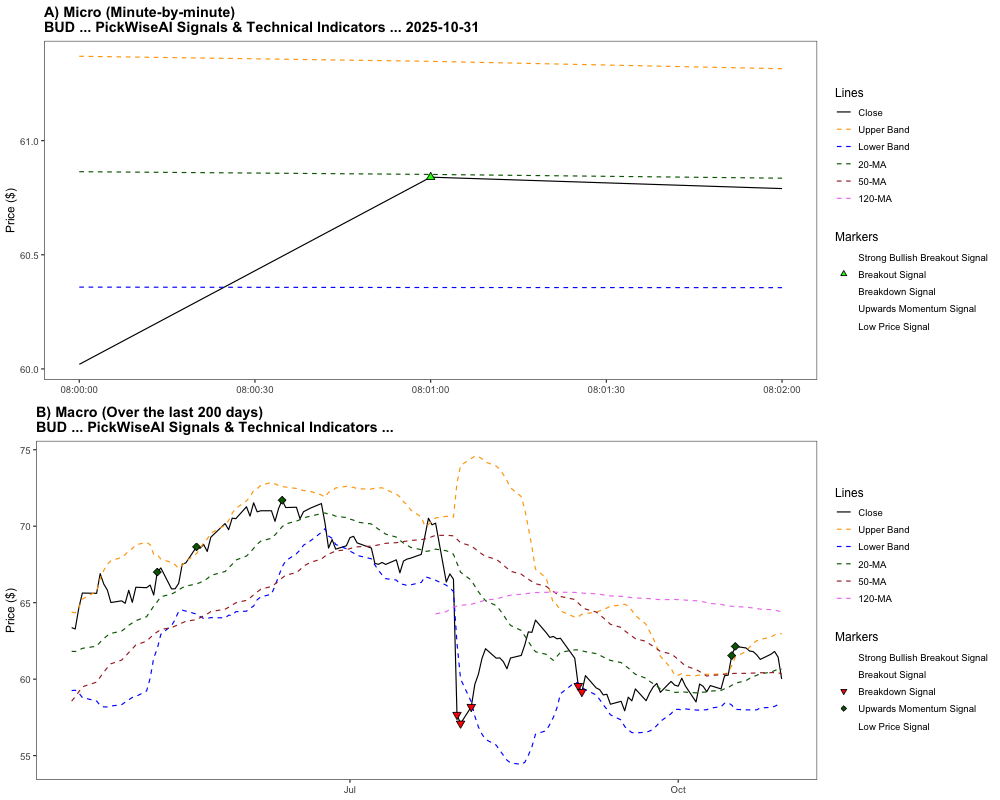 A) Micro (Minute-by-minute)
BUD ... PickWiseAI Signals & Technical Indicators ... 2025-10-31
Price ($)
61.0
60.5
60.0
08:00:00
08:00:30
08:01:00
08:01:30
08:02:00
Lines
Close
Upper Band
Lower Band
20-MA
50-MA
120-MA
Markers
Strong Bullish Breakout Signal
Breakout Signal
Breakdown Signal
Upwards Momentum Signal
Low Price Signal
B) Macro (Over the last 200 days)
BUD ... PickWiseAI Signals & Technical Indicators ...
Price ($)
75
70
65
60
55
Jul
Oct
Lines
Close
Upper Band
Lower Band
20-MA
50-MA
120-MA
Markers
Strong Bullish Breakout Signal
Breakout Signal
Breakdown Signal
Upwards Momentum Signal
Low Price Signal